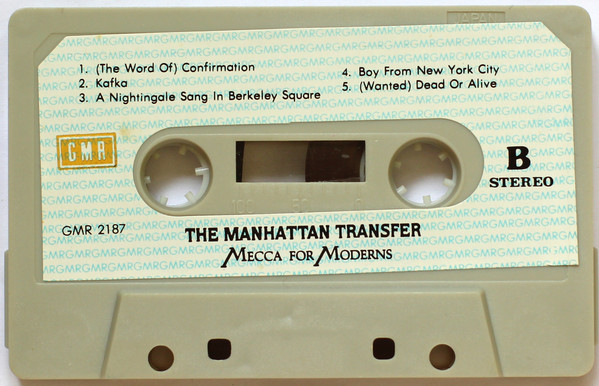 JAPAN
1. (The Word Of) Confirmation
2. Kafka
3. A Nightingale Sang In Berkeley Square
4. Boy From New York City
5. (Wanted) Dead Or Alive
GMR
B
STEREO
GMR 2187
THE MANHATTAN TRANSFER
MECCA FOR MODERNS